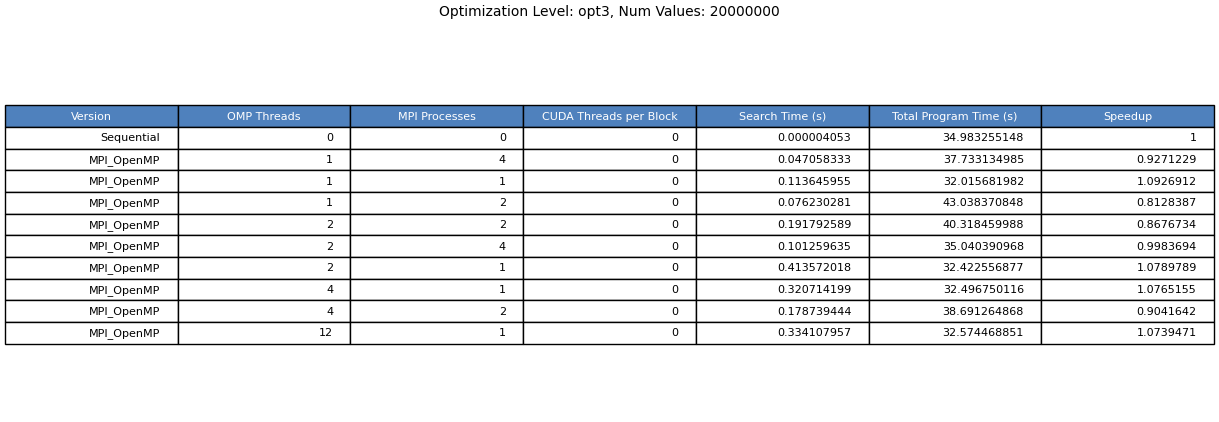 Optimization Level: opt3, Num Values: 20000000
Version OMP Threads MPI Processes CUDA Threads per Block Search Time (s) Total Program Time (s) Speedup
Sequential 0 0 0 0.000004053 34.983255148 1
MPI_OpenMP 1 4 0 0.047058333 37.733134985 0.9271229
MPI_OpenMP 1 1 0 0.113645955 32.015681982 1.0926912
MPI_OpenMP 1 2 0 0.076230281 43.038370848 0.8128387
MPI_OpenMP 2 2 0 0.191792589 40.318459988 0.8676734
MPI_OpenMP 2 4 0 0.101259635 35.040390968 0.9983694
MPI_OpenMP 2 1 0 0.413572018 32.422556877 1.0789789
MPI_OpenMP 4 1 0 0.320714199 32.496750116 1.0765155
MPI_OpenMP 4 2 0 0.178739444 38.691264868 0.9041642
MPI_OpenMP 12 1 0 0.334107957 32.574468851 1.0739471